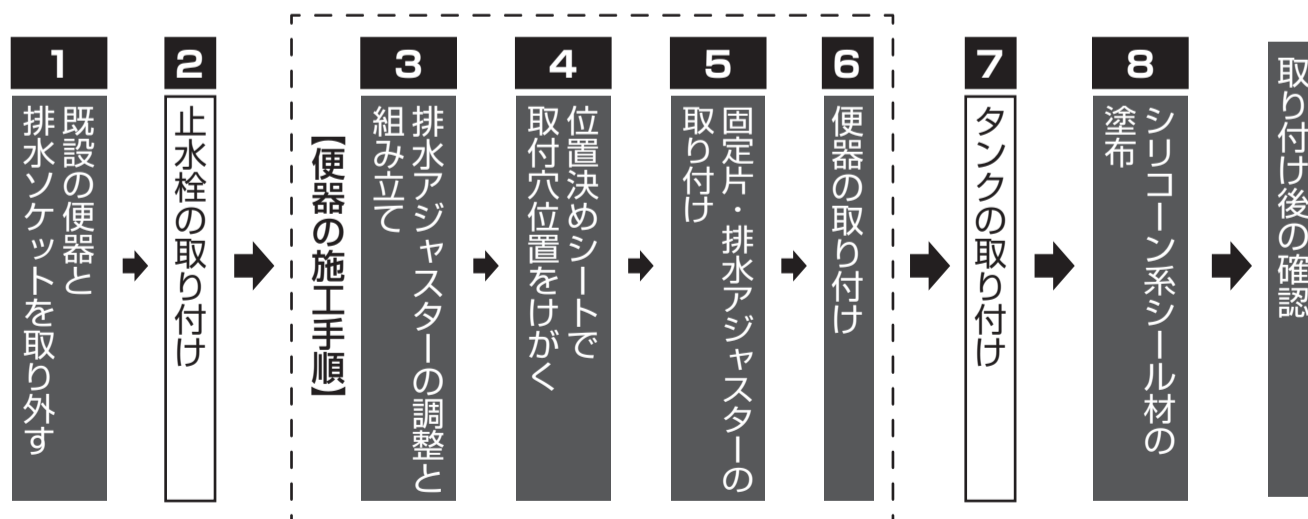 1
既設の便器と
排水ソケットを取り外す
2
止水栓の取り付け
【便器の施工手順】
3
排水アジャスターの調整と
組み立て
4
位置決めシートで
取付穴位置をけがく
5
固定片・排水アジャスターの
取り付け
6
便器の取り付け
7
タンクの取り付け
8
シリコーン系シール材の
塗布
取り付け後の確認